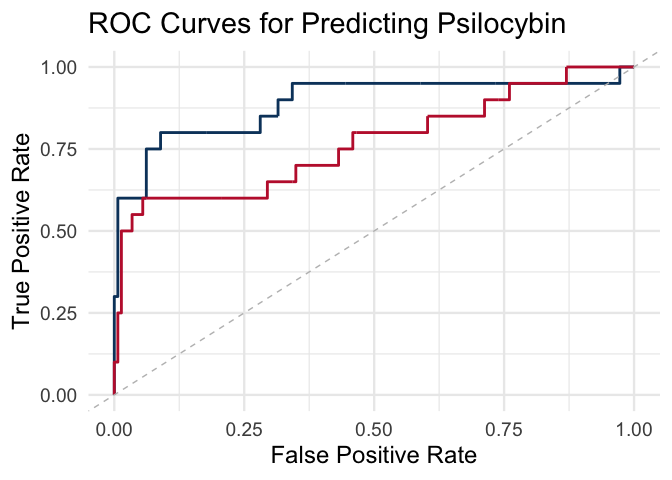 ROC Curves for Predicting Psilocybin
True Positive Rate
1.00
0.75
0.50
0.25
0.00
0.00 0.25 0.50 0.75 1.00
False Positive Rate